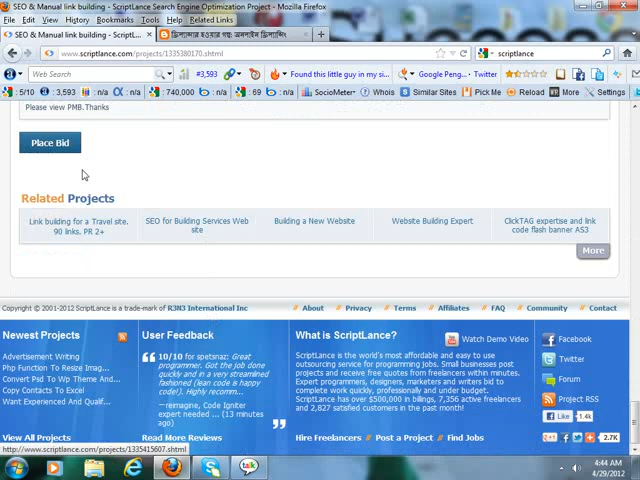 SEO & Manual link building - ScriptLance Search Engine Optimization Project - Mozilla Firefox
File Edit View History Bookmarks Tools Help Related Links
SEO & Manual link building - ScriptL...
www.scriptlance.com/projects/1335380170.shtml
scriptlance
Web Search
#3,593
Found this little guy in my si...
Google Peng...
Twitter
5/10
3,593
n/a
n/a
740,000
69
n/a
SocioMeter
Whois
Similar Sites
Pick Me
Reload
More
Settings
Please view PMB.Thanks
Place Bid
Related Projects
Link building for a Travel site. 90 links. PR 2+
SEO for Building Services Web site
Building a New Website
Website Building Expert
ClickTAG expertise and link code flash banner AS3
More
Copyright © 2001-2012 ScriptLance is a trade-mark of R3N3 International Inc
About Privacy Terms Affiliates FAQ Community Contact
Newest Projects
Advertisement Writing
Php Function To Resize Imag...
Convert Psd To Wp Theme And...
Copy Contacts To Excel
Want Experienced And Qualif...
View All Projects
User Feedback
10/10 for spetsnaz: Great
programmer. Got the job done
quickly and in a very streamlined
fashioned (lean code is happy
code!). Highly recomm...
—reimagine, Code Igniter
expert needed ... (13 minutes
ago)
Read More Reviews
What is ScriptLance?
Watch Demo Video
ScriptLance is the world's most affordable and easy to use
outsourcing service for programming jobs. Small businesses post
projects and receive free quotes from freelancers within minutes.
Expert programmers, designers, marketers and writers bid to
complete work quickly, professionally and under budget.
ScriptLance has over $500,000 in billings, 7,356 active freelancers
and 2,827 satisfied customers in the past month!
Hire Freelancers Post a Project Find Jobs
Facebook
Twitter
Forum
Project RSS
Like 1.4k
2.7K
http://www.scriptlance.com/projects/1335415607.shtml
talk
4:44 AM
4/29/2012